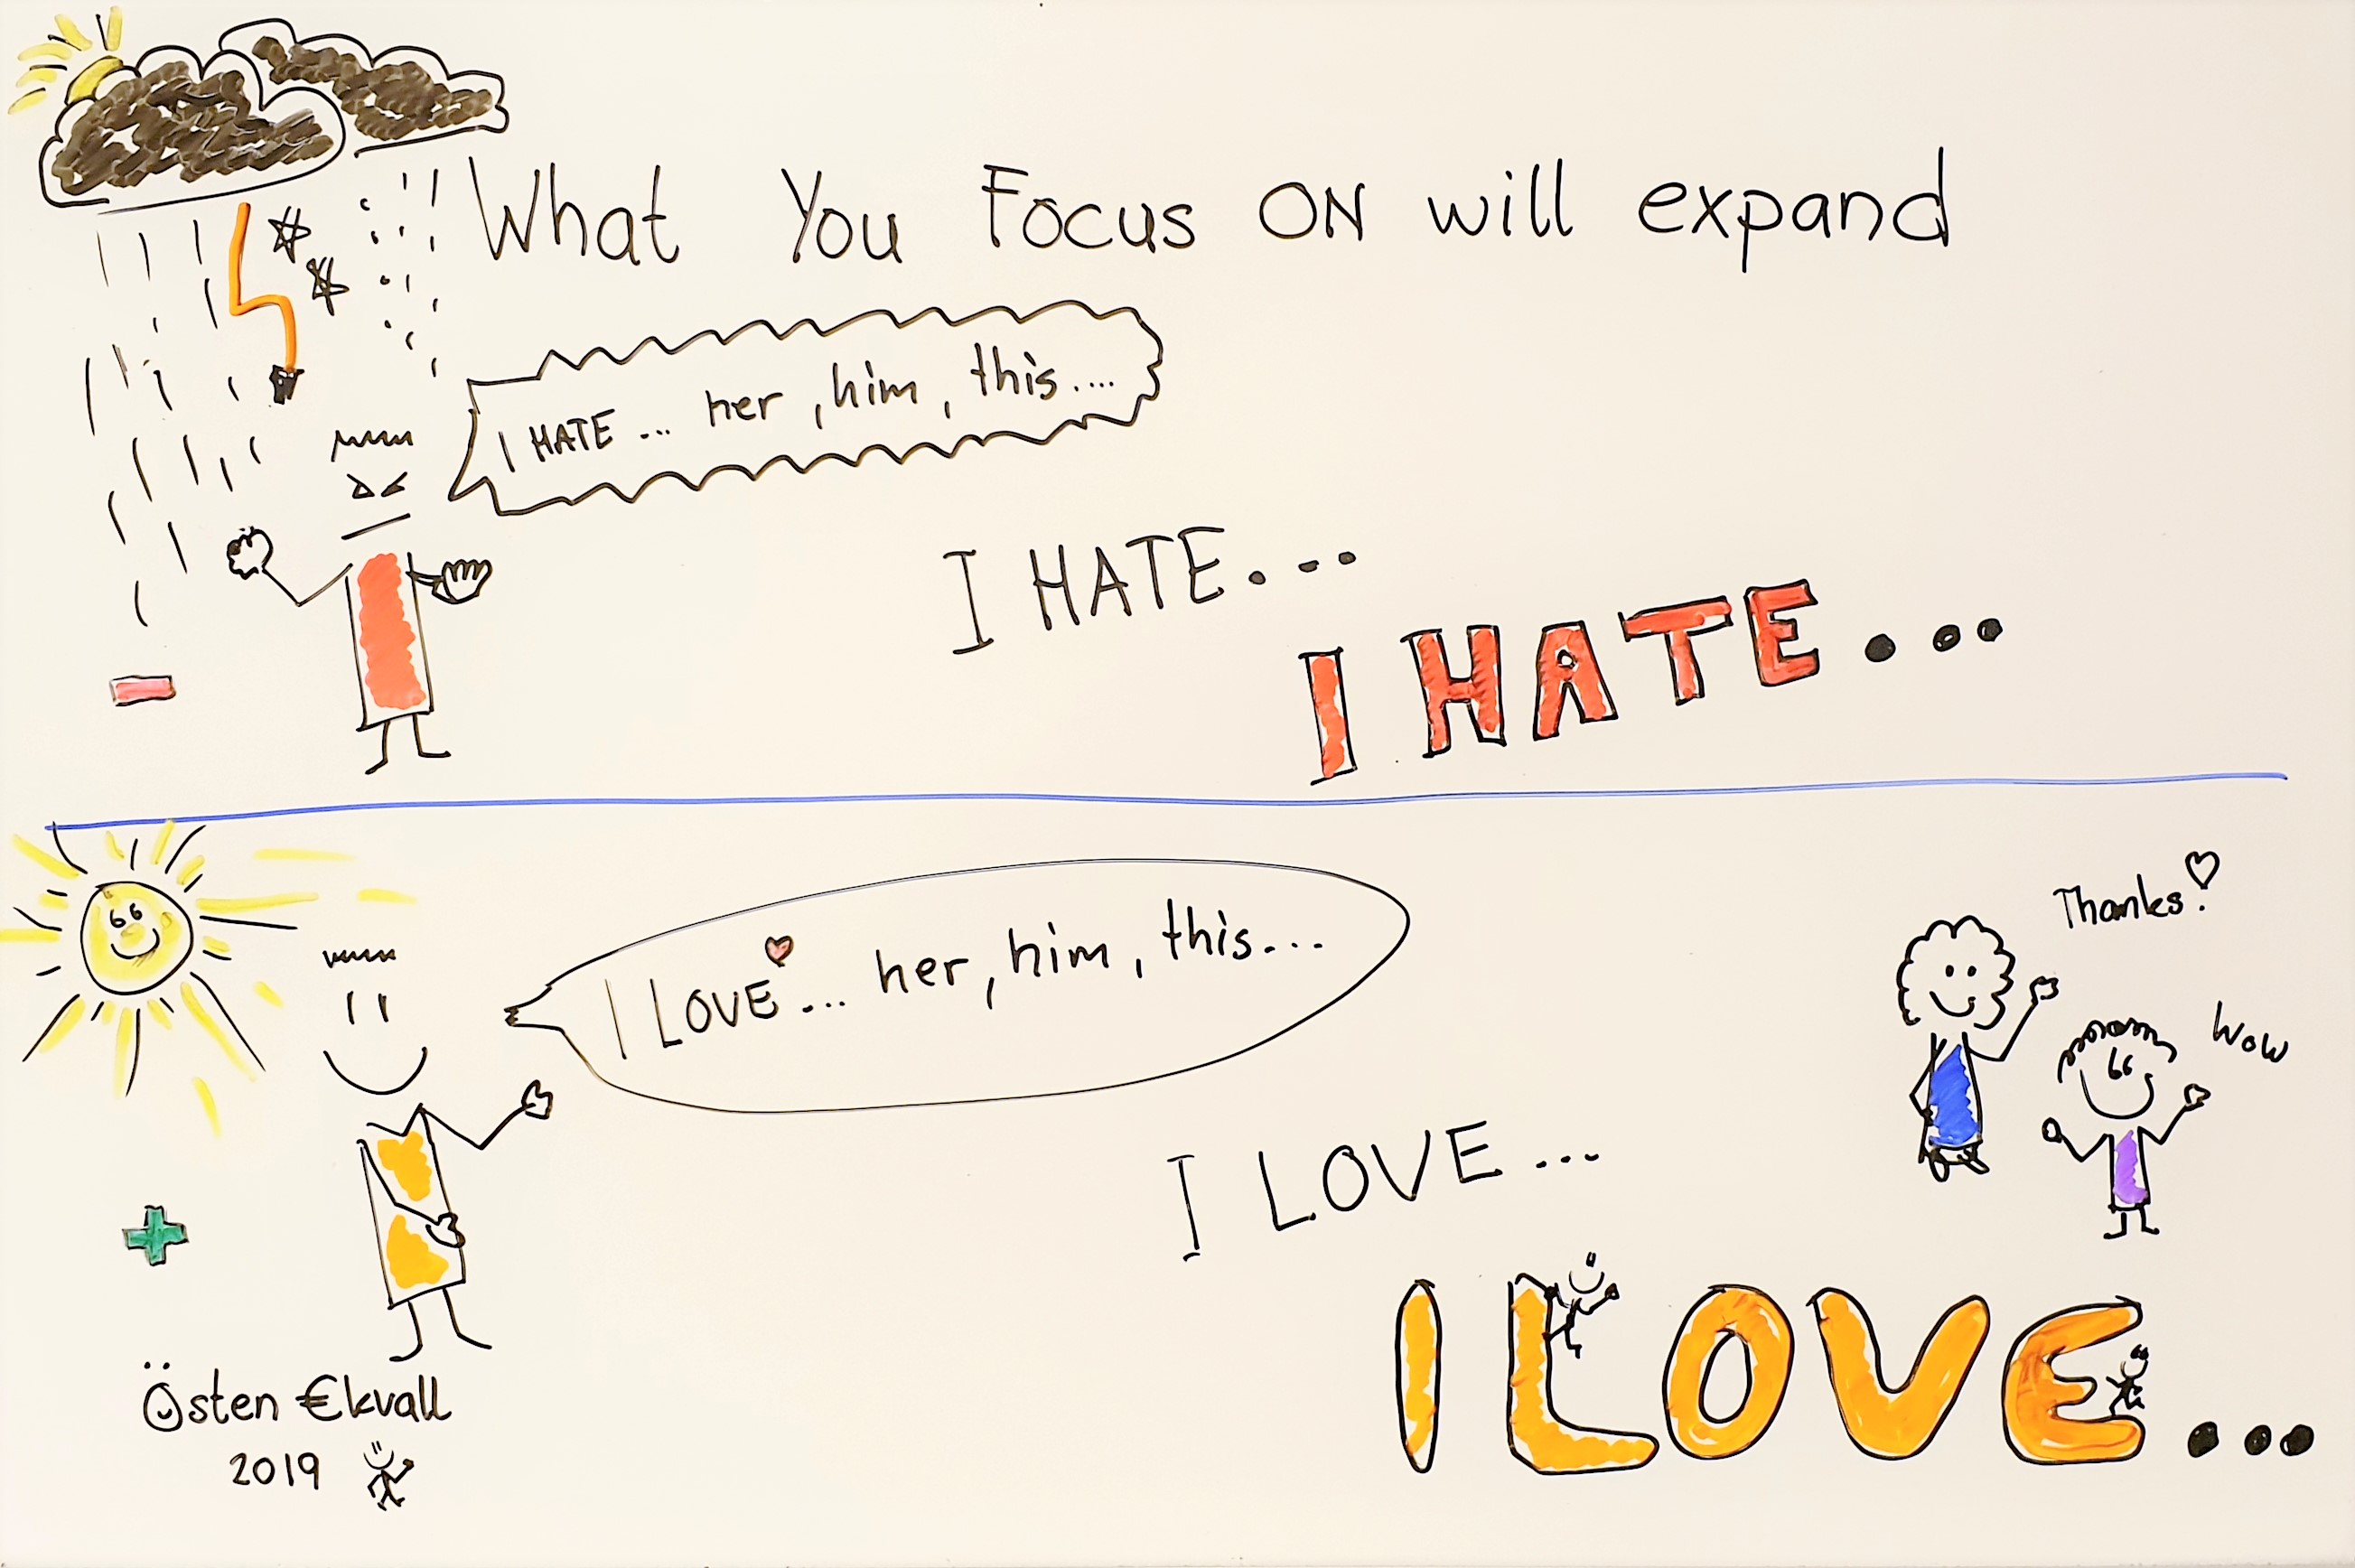 What You Focus ON will expand
I HATE ... her, him, this....
I HATE...
I HATE...
I LOVE... her, him, this...
Thanks!
Wow
I LOVE...
I LOVE...
Östen €kvall
2019